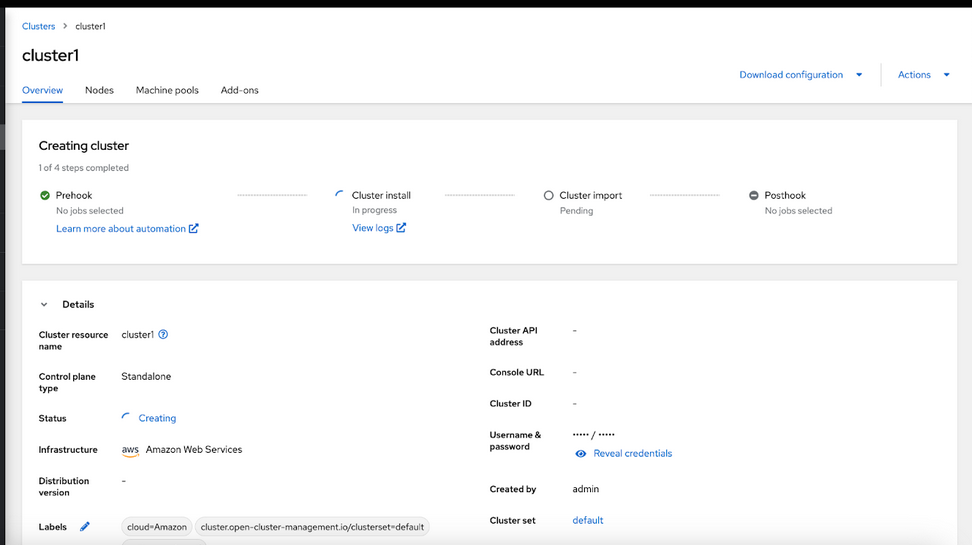 Clusters > cluster1
cluster1
Download configuration
Actions
Overview Nodes Machine pools Add-ons
Creating cluster
1 of 4 steps completed
Prehook
No jobs selected
Learn more about automation
Cluster install
In progress
View logs
Cluster import
Pending
Posthook
No jobs selected
Details
Cluster resource name
cluster1
Control plane type
Standalone
Status
Creating
Infrastructure
aws Amazon Web Services
Distribution version
-
Labels
cloud=Amazon
cluster.open-cluster-management.io/clusterset=default
Cluster API address
-
Console URL
-
Cluster ID
-
Username & password
••••• / •••••
Reveal credentials
Created by
admin
Cluster set
default